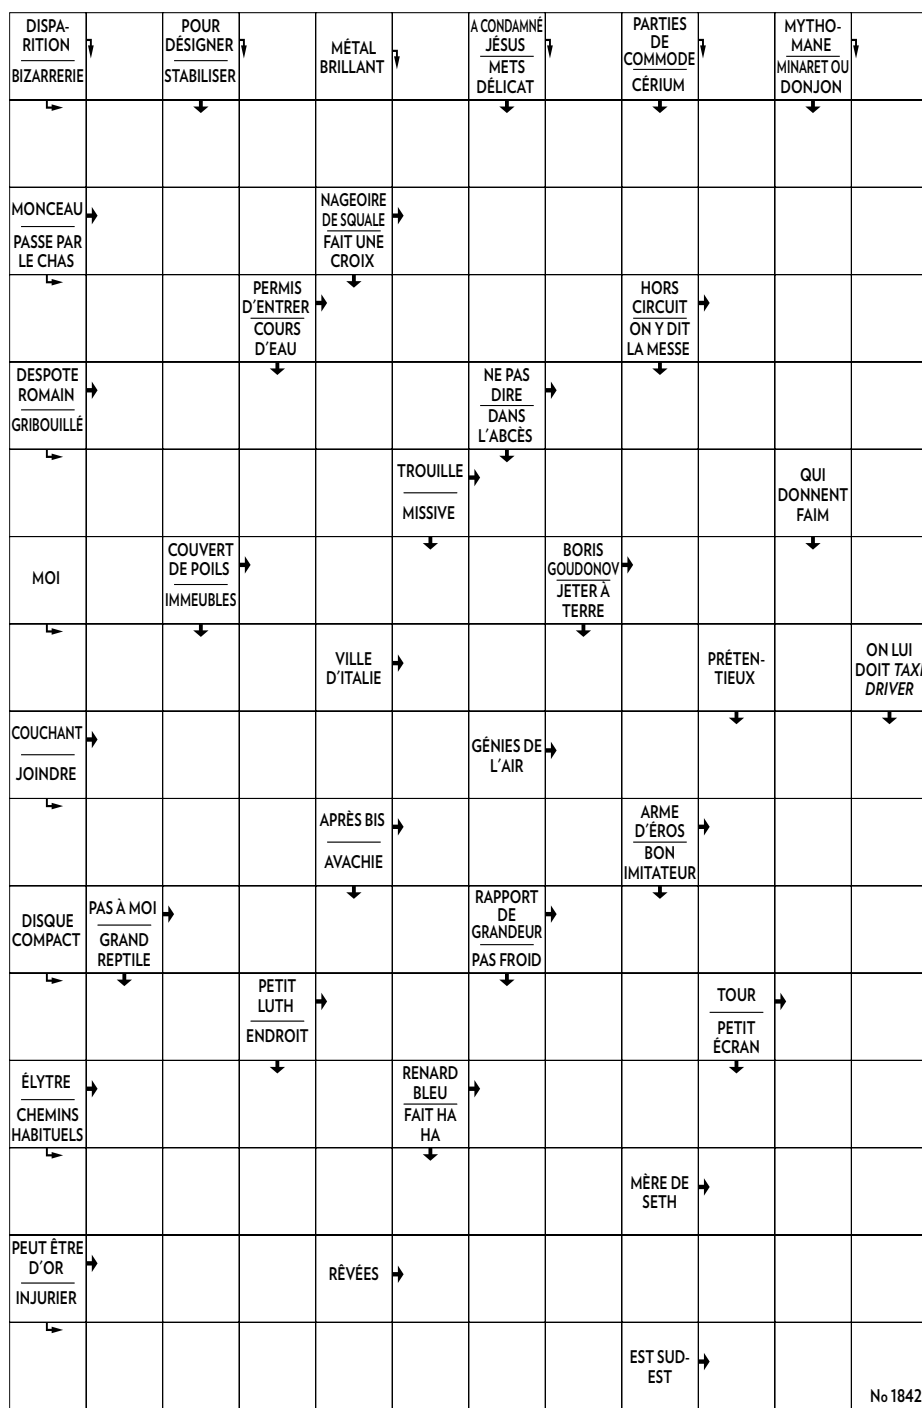 DISPA-
RITION
BIZARRERIE
POUR
DÉSIGNER
STABILISER
MÉTAL
BRILLANT
A CONDAMNÉ
JÉSUS
METS
DÉLICAT
PARTIES
DE
COMMODE
CÉRIUM
MYTHO-
MANE
MINARET OU
DONJON
MONCEAU
PASSE PAR
LE CHAS
NAGEOIRE
DE SQUALE
FAIT UNE
CROIX
PERMIS
D'ENTRER
COURS
D'EAU
HORS
CIRCUIT
ON Y DIT
LA MESSE
DESPOTE
ROMAIN
GRIBOUILLÉ
NE PAS
DIRE
DANS
L'ABCÈS
TROUILLE
MISSIVE
QUI
DONNENT
FAIM
MOI
COUVERT
DE POILS
IMMEUBLES
BORIS
GOUDONOV
JETER À
TERRE
VILLE
D'ITALIE
PRÉTEN-
TIEUX
ON LUI
DOIT TAXI
DRIVER
COUCHANT
JOINDRE
GÉNIES DE
L'AIR
APRÈS BIS
AVACHIE
ARME
D'ÉROS
BON
IMITATEUR
DISQUE
COMPACT
PAS À MOI
GRAND
REPTILE
RAPPORT
DE
GRANDEUR
PAS FROID
PETIT
LUTH
ENDROIT
TOUR
PETIT
ÉCRAN
ÉLYTRE
CHEMINS
HABITUELS
RENARD
BLEU
FAIT HA
HA
MÈRE DE
SETH
PEUT ÊTRE
D'OR
INJURIER
RÊVÉES
EST SUD-
EST
No 1842